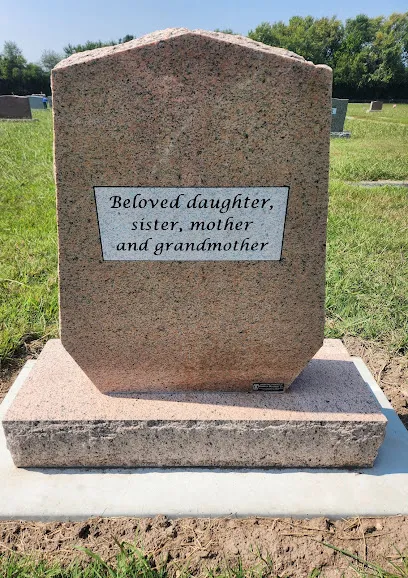 Beloved daughter,
sister, mother
and grandmother